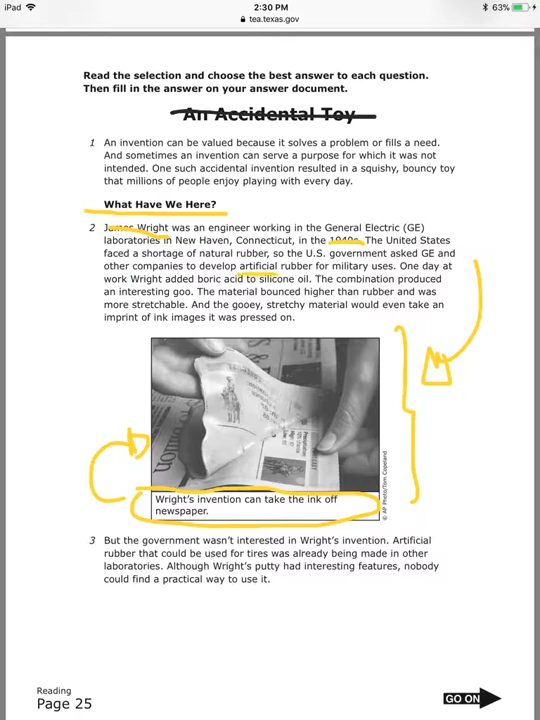 iPad 2:30 PM 63%
tea.texas.gov
Read the selection and choose the best answer to each question.
Then fill in the answer on your answer document.
An Accidental Toy
1 An invention can be valued because it solves a problem or fills a need.
And sometimes an invention can serve a purpose for which it was not
intended. One such accidental invention resulted in a squishy, bouncy toy
that millions of people enjoy playing with every day.
What Have We Here?
2 James Wright was an engineer working in the General Electric (GE)
laboratories in New Haven, Connecticut, in the 1940s. The United States
faced a shortage of natural rubber, so the U.S. government asked GE and
other companies to develop artificial rubber for military uses. One day at
work Wright added boric acid to silicone oil. The combination produced
an interesting goo. The material bounced higher than rubber and was
more stretchable. And the gooey, stretchy material would even take an
imprint of ink images it was pressed on.
© AP Photo/Tom Copeland
Wright's invention can take the ink off
newspaper.
3 But the government wasn't interested in Wright's invention. Artificial
rubber that could be used for tires was already being made in other
laboratories. Although Wright's putty had interesting features, nobody
could find a practical way to use it.
Reading
Page 25
GO ON